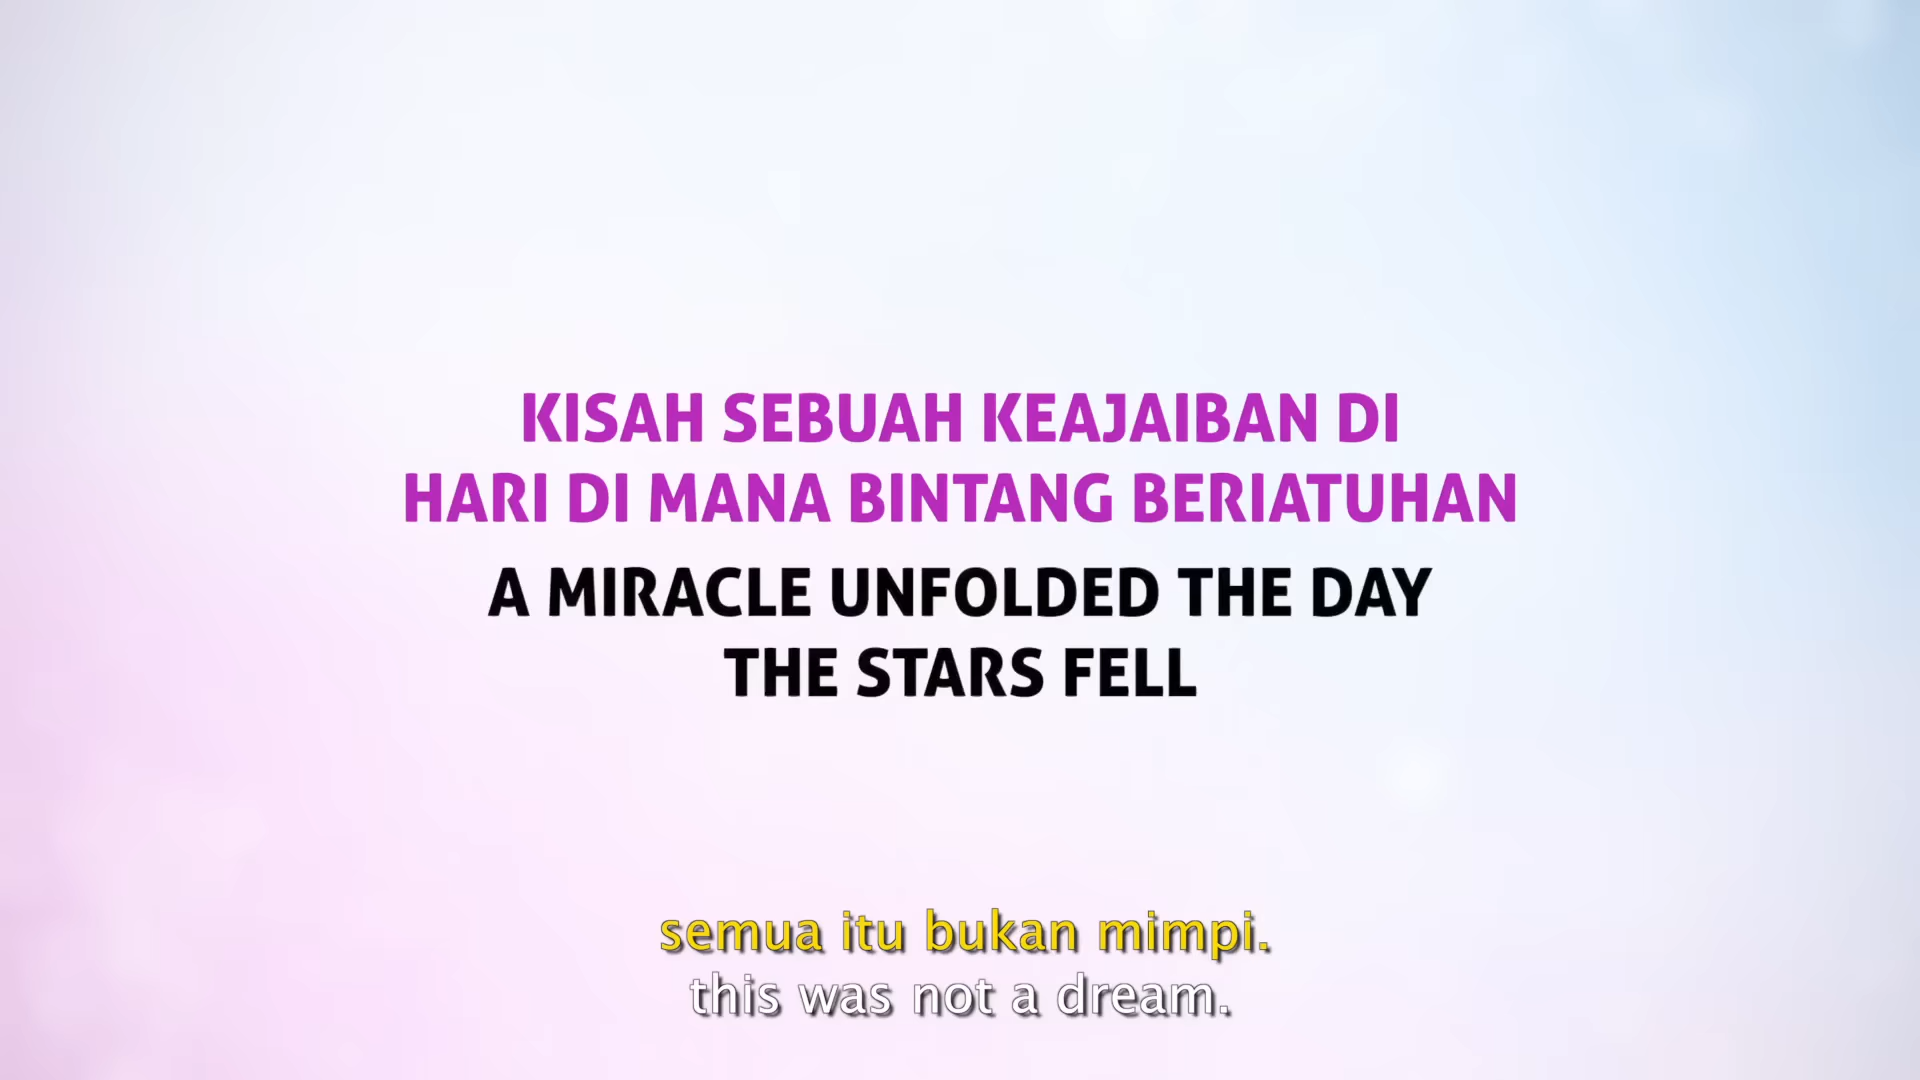 KISAH SEBUAH KEAJAIBAN DI
HARI DI MANA BINTANG BERIATUHAN
A MIRACLE UNFOLDED THE DAY
THE STARS FELL
semua itu bukan mimpi.
this was not a dream.